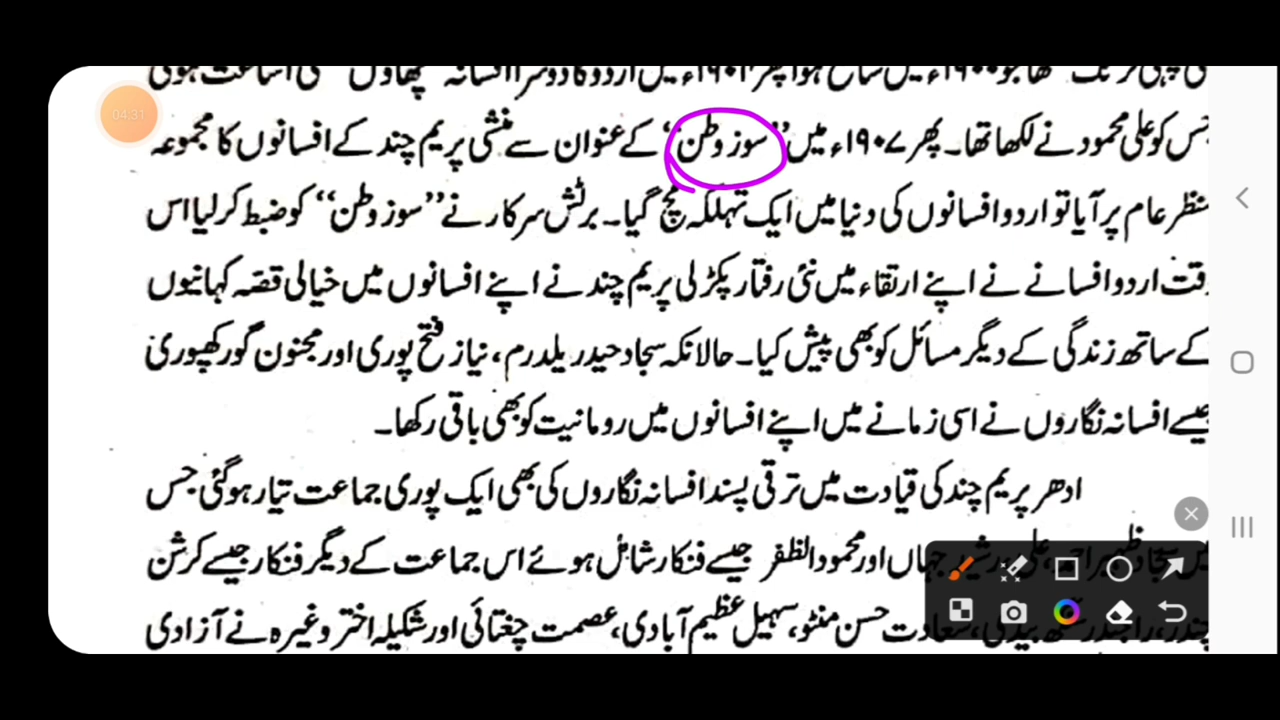 04:31
جس کو علی محمود نے لکھا تھا۔ پھر ۱۹۰۷ء میں ”سوز وطن“ کے عنوان سے منشی پریم چند کے افسانوں کا مجموعہ
منظر عام پر آیا تو اردو افسانوں کی دنیا میں ایک تہلکہ مچ گیا۔ برٹش سرکار نے ”سوز وطن“ کو ضبط کر لیا اس
وقت اردو افسانے نے اپنے ارتقاء میں نئی رفتار پکڑ لی پریم چند نے اپنے افسانوں میں خیالی قصّہ کہانیوں
کے ساتھ زندگی کے دیگر مسائل کو بھی پیش کیا۔ حالانکہ سجاد حیدر یلدرم، نیاز فتح پوری اور مجنون گورکھپوری
جیسے افسانہ نگاروں نے اسی زمانے میں اپنے افسانوں میں رومانیت کو بھی باقی رکھا۔
ادھر پریم چند کی قیادت میں ترقی پسند افسانہ نگاروں کی بھی ایک پوری جماعت تیار ہو گئی جس
جہاں اور محمود الظفر جیسے فنکار شامل ہوئے اس جماعت کے دیگر فنکار جیسے کرشن
سعادت حسن منٹو، سہیل عظیم آبادی، عصمت چغتائی اور شکیلہ اختر وغیرہ نے آزادی